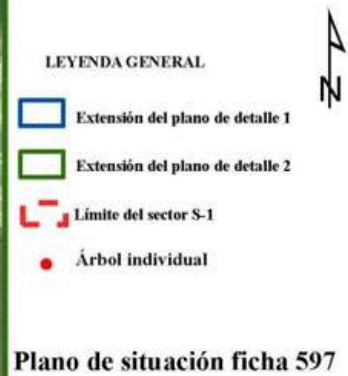 N
LEYENDA GENERAL
Extensión del plano de detalle 1
Extensión del plano de detalle 2
Límite del sector S-1
Árbol individual
Plano de situación ficha 597